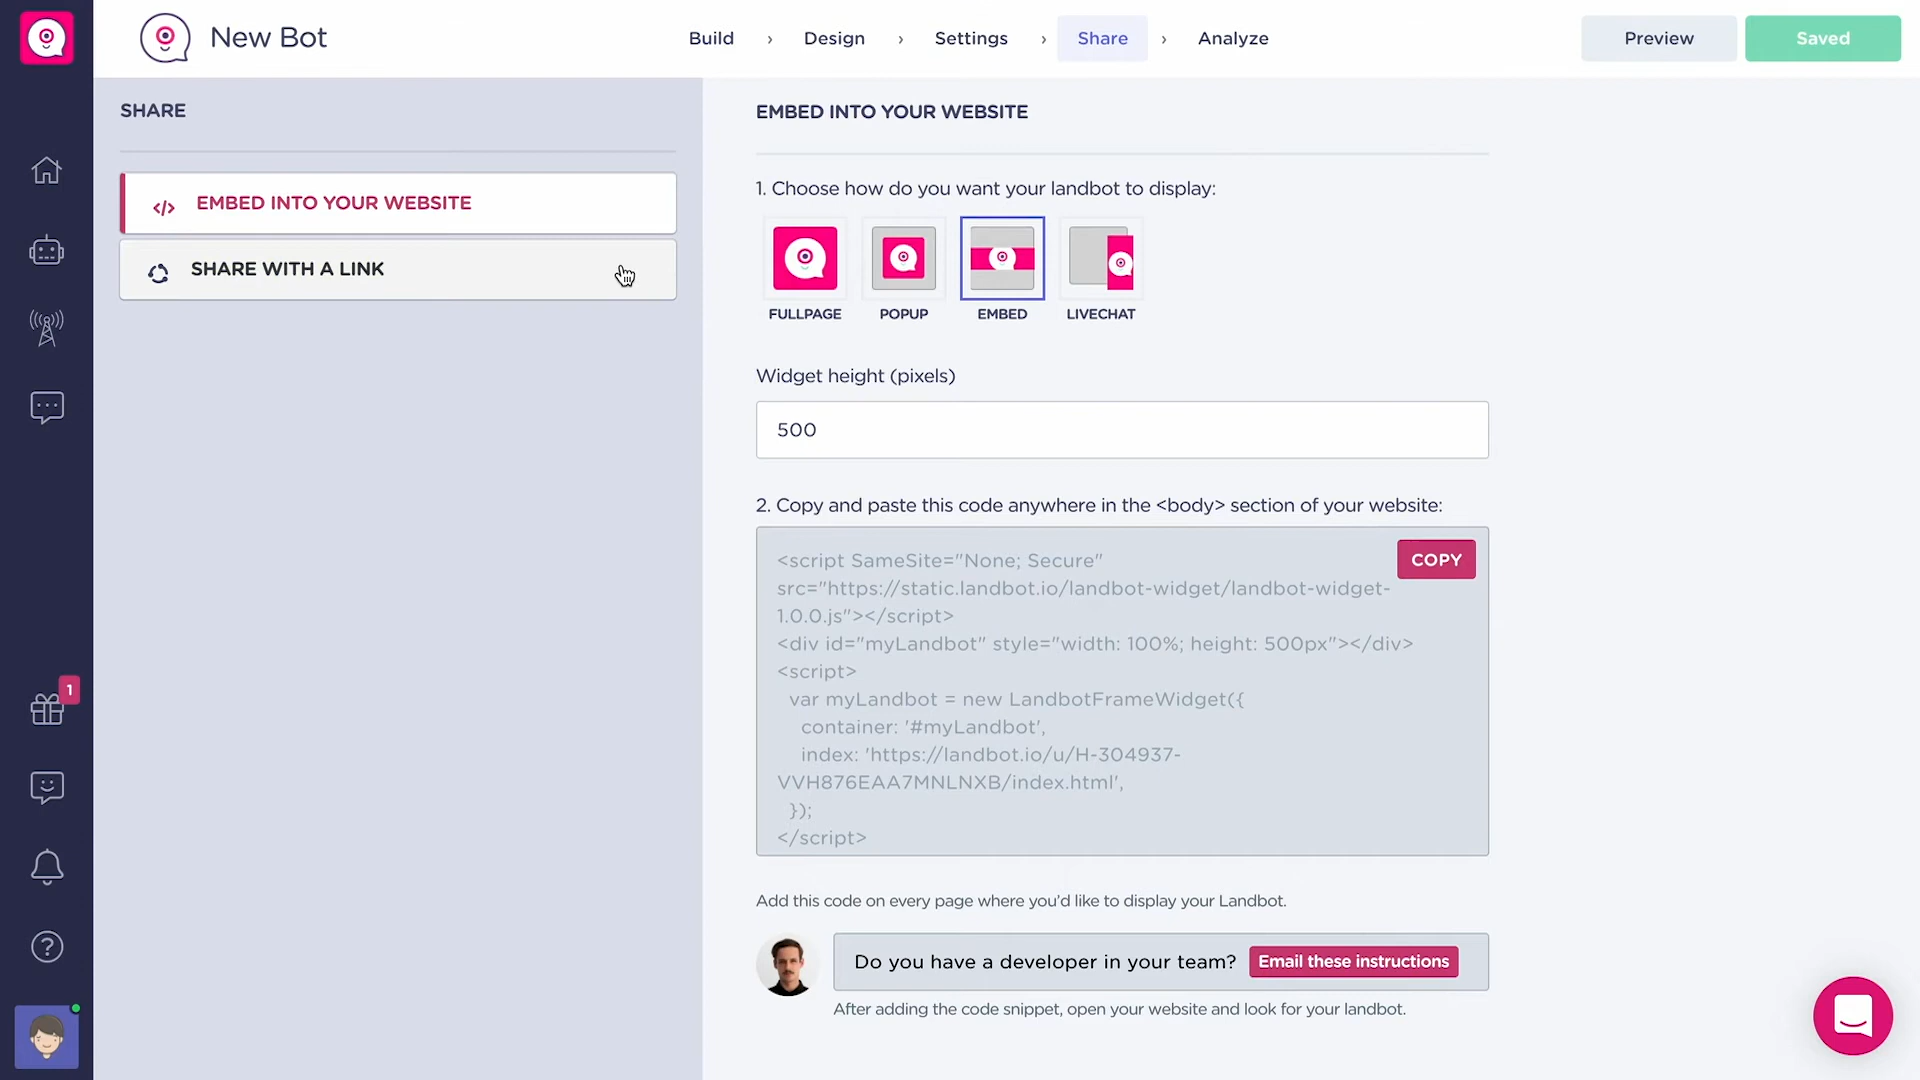 New Bot
Build › Design › Settings › Share › Analyze
Preview
Saved
SHARE
EMBED INTO YOUR WEBSITE
SHARE WITH A LINK
1
EMBED INTO YOUR WEBSITE
1. Choose how do you want your landbot to display:
FULLPAGE
POPUP
EMBED
LIVECHAT
Widget height (pixels)
500
2. Copy and paste this code anywhere in the <body> section of your website:
COPY
<script SameSite="None; Secure"
src="https://static.landbot.io/landbot-widget/landbot-widget-
1.0.0.js"></script>
<div id="myLandbot" style="width: 100%; height: 500px"></div>
<script>
var myLandbot = new LandbotFrameWidget({
container: '#myLandbot',
index: 'https://landbot.io/u/H-304937-
VVH876EAA7MNLNXB/index.html',
});
</script>
Add this code on every page where you'd like to display your Landbot.
Do you have a developer in your team?
Email these instructions
After adding the code snippet, open your website and look for your landbot.